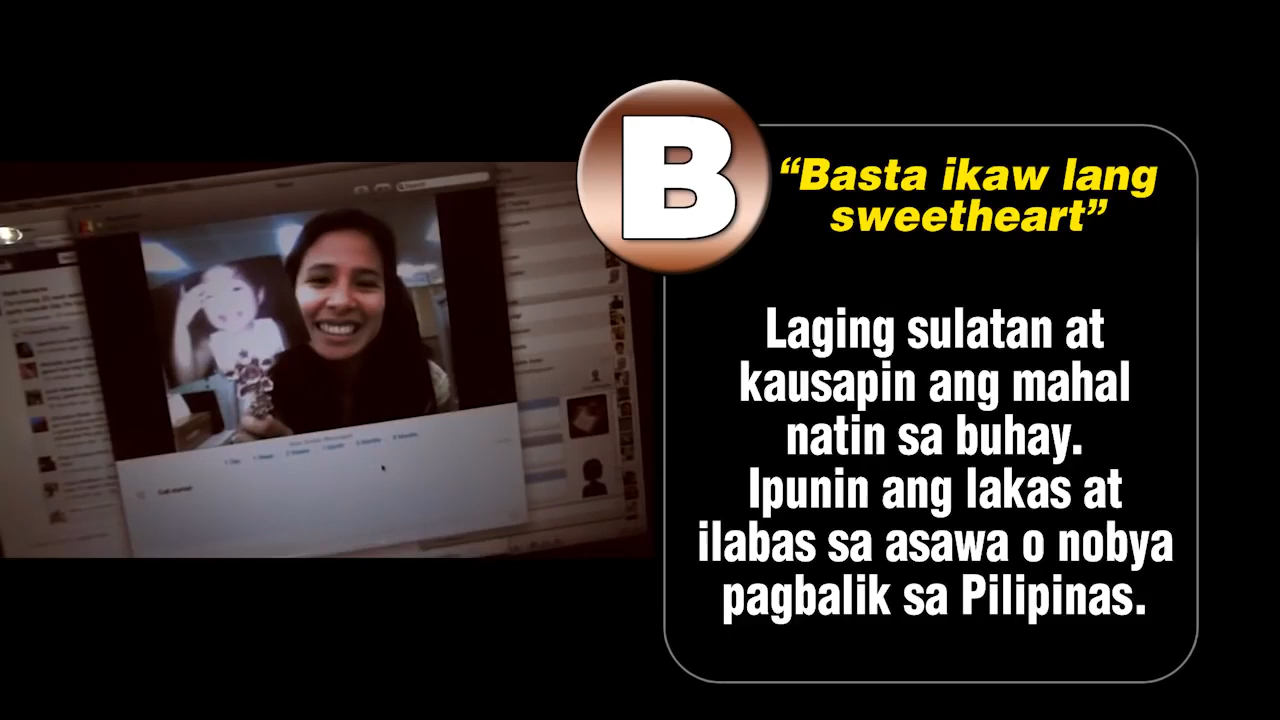 B
“Basta ikaw lang
sweetheart”
Laging sulatan at
kausapin ang mahal
natin sa buhay.
Ipunin ang lakas at
ilabas sa asawa o nobya
pagbalik sa Pilipinas.